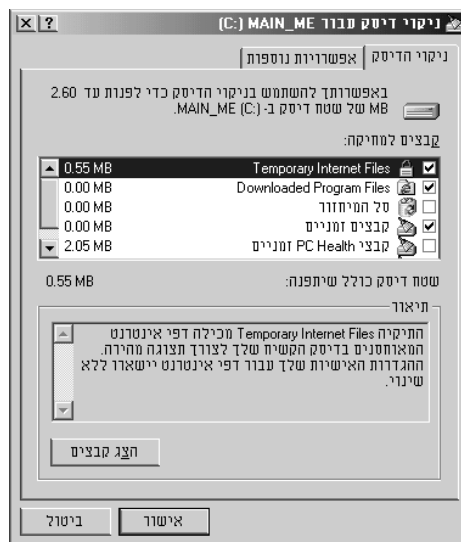 ניקוי דיסק עבור MAIN_ME (C:)
ניקוי הדיסק
אפשרויות נוספות
באפשרותך להשתמש בניקוי הדיסק כדי לפנות עד 2.60
MB של שטח דיסק ב- MAIN_ME (C:).
קבצים למחיקה:
Temporary Internet Files 0.55 MB
Downloaded Program Files 0.00 MB
סל המיחזור 0.00 MB
קבצים זמניים 0.00 MB
קבצי PC Health זמניים 2.05 MB
שטח דיסק כולל שיתפנה: 0.55 MB
תיאור
התיקיה Temporary Internet Files מכילה דפי אינטרנט
המאוחסנים בדיסק הקשיח שלך לצורך תצוגה מהירה.
ההגדרות האישיות שלך עבור דפי אינטרנט יישארו ללא
שינוי.
הצג קבצים
אישור
ביטול